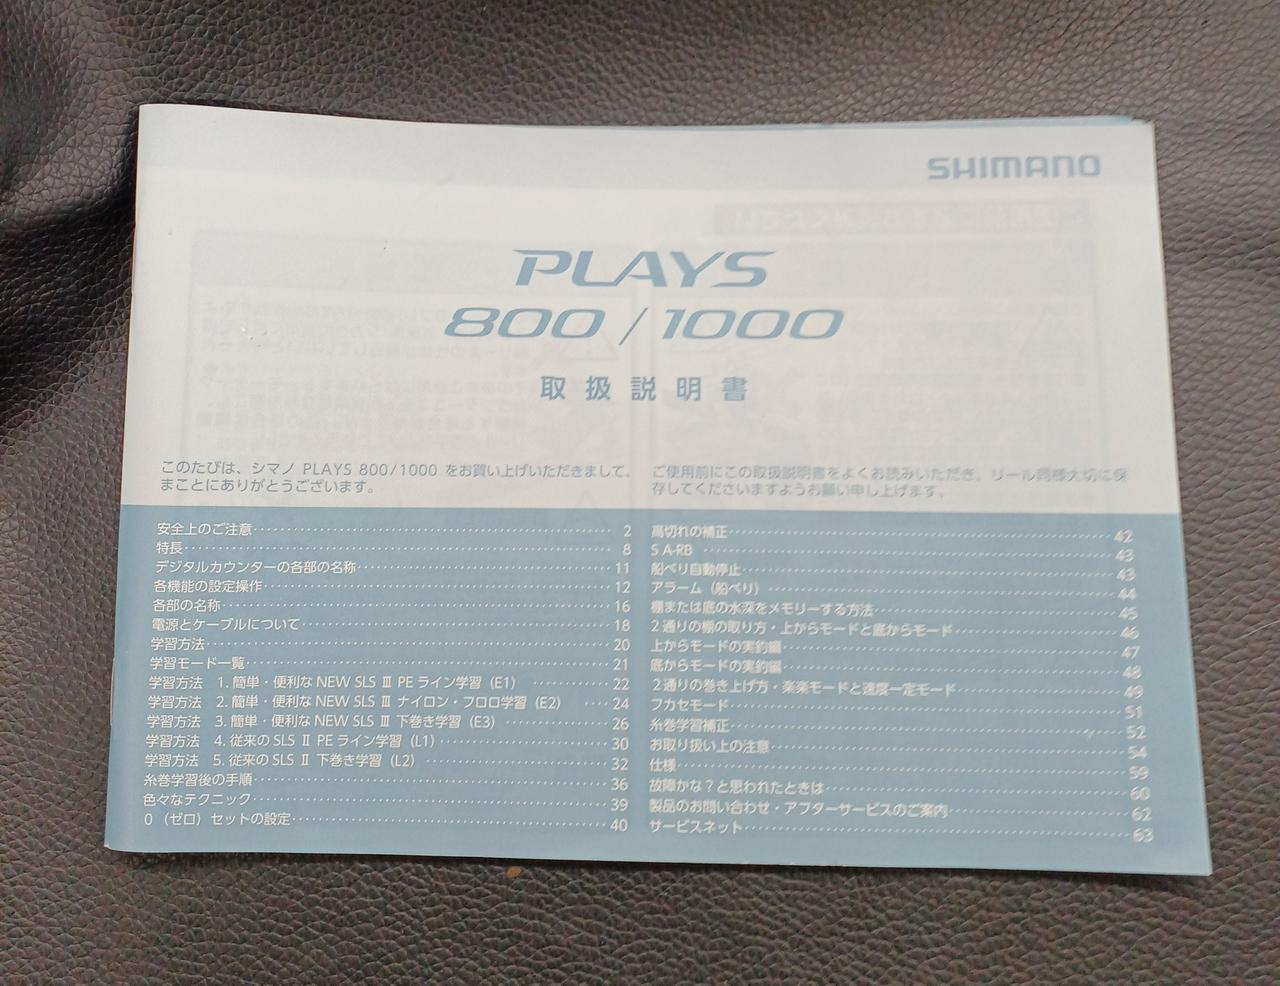 SHIMANO
PLAYS
800/1000
取扱説明書
このたびは、シマノ PLAYS 800/1000 をお買い上げいただきまして、
まことにありがとうございます。
ご使用前にこの取扱説明書をよくお読みいただき、リール同様大切に保
存してくださいますようお願い申し上げます。
安全上のご注意 2
特長 8
デジタルカウンターの各部の名称 11
各機能の設定操作 12
各部の名称 16
電源とケーブルについて 18
学習方法 20
学習モード一覧 21
学習方法 1. 簡単・便利な NEW SLS Ⅲ PE ライン学習（E1） 22
学習方法 2. 簡単・便利な NEW SLS Ⅲ ナイロン・フロロ学習（E2） 24
学習方法 3. 簡単・便利な NEW SLS Ⅲ 下巻き学習（E3） 26
学習方法 4. 従来の SLS Ⅱ PE ライン学習（L1） 30
学習方法 5. 従来の SLS Ⅱ 下巻き学習（L2） 32
糸巻学習後の手順 36
色々なテクニック 39
0（ゼロ）セットの設定 40
高切れの補正 42
S A-RB 43
船べり自動停止 43
アラーム（船べり） 44
棚または底の水深をメモリーする方法 45
2通りの棚の取り方・上からモードと底からモード 46
上からモードの実釣編 47
底からモードの実釣編 48
2通りの巻き上げ方・楽楽モードと速度一定モード 49
フカセモード 51
糸巻学習補正 52
お取り扱い上の注意 54
仕様 59
故障かな？と思われたときは 60
製品のお問い合わせ・アフターサービスのご案内 62
サービスネット 63